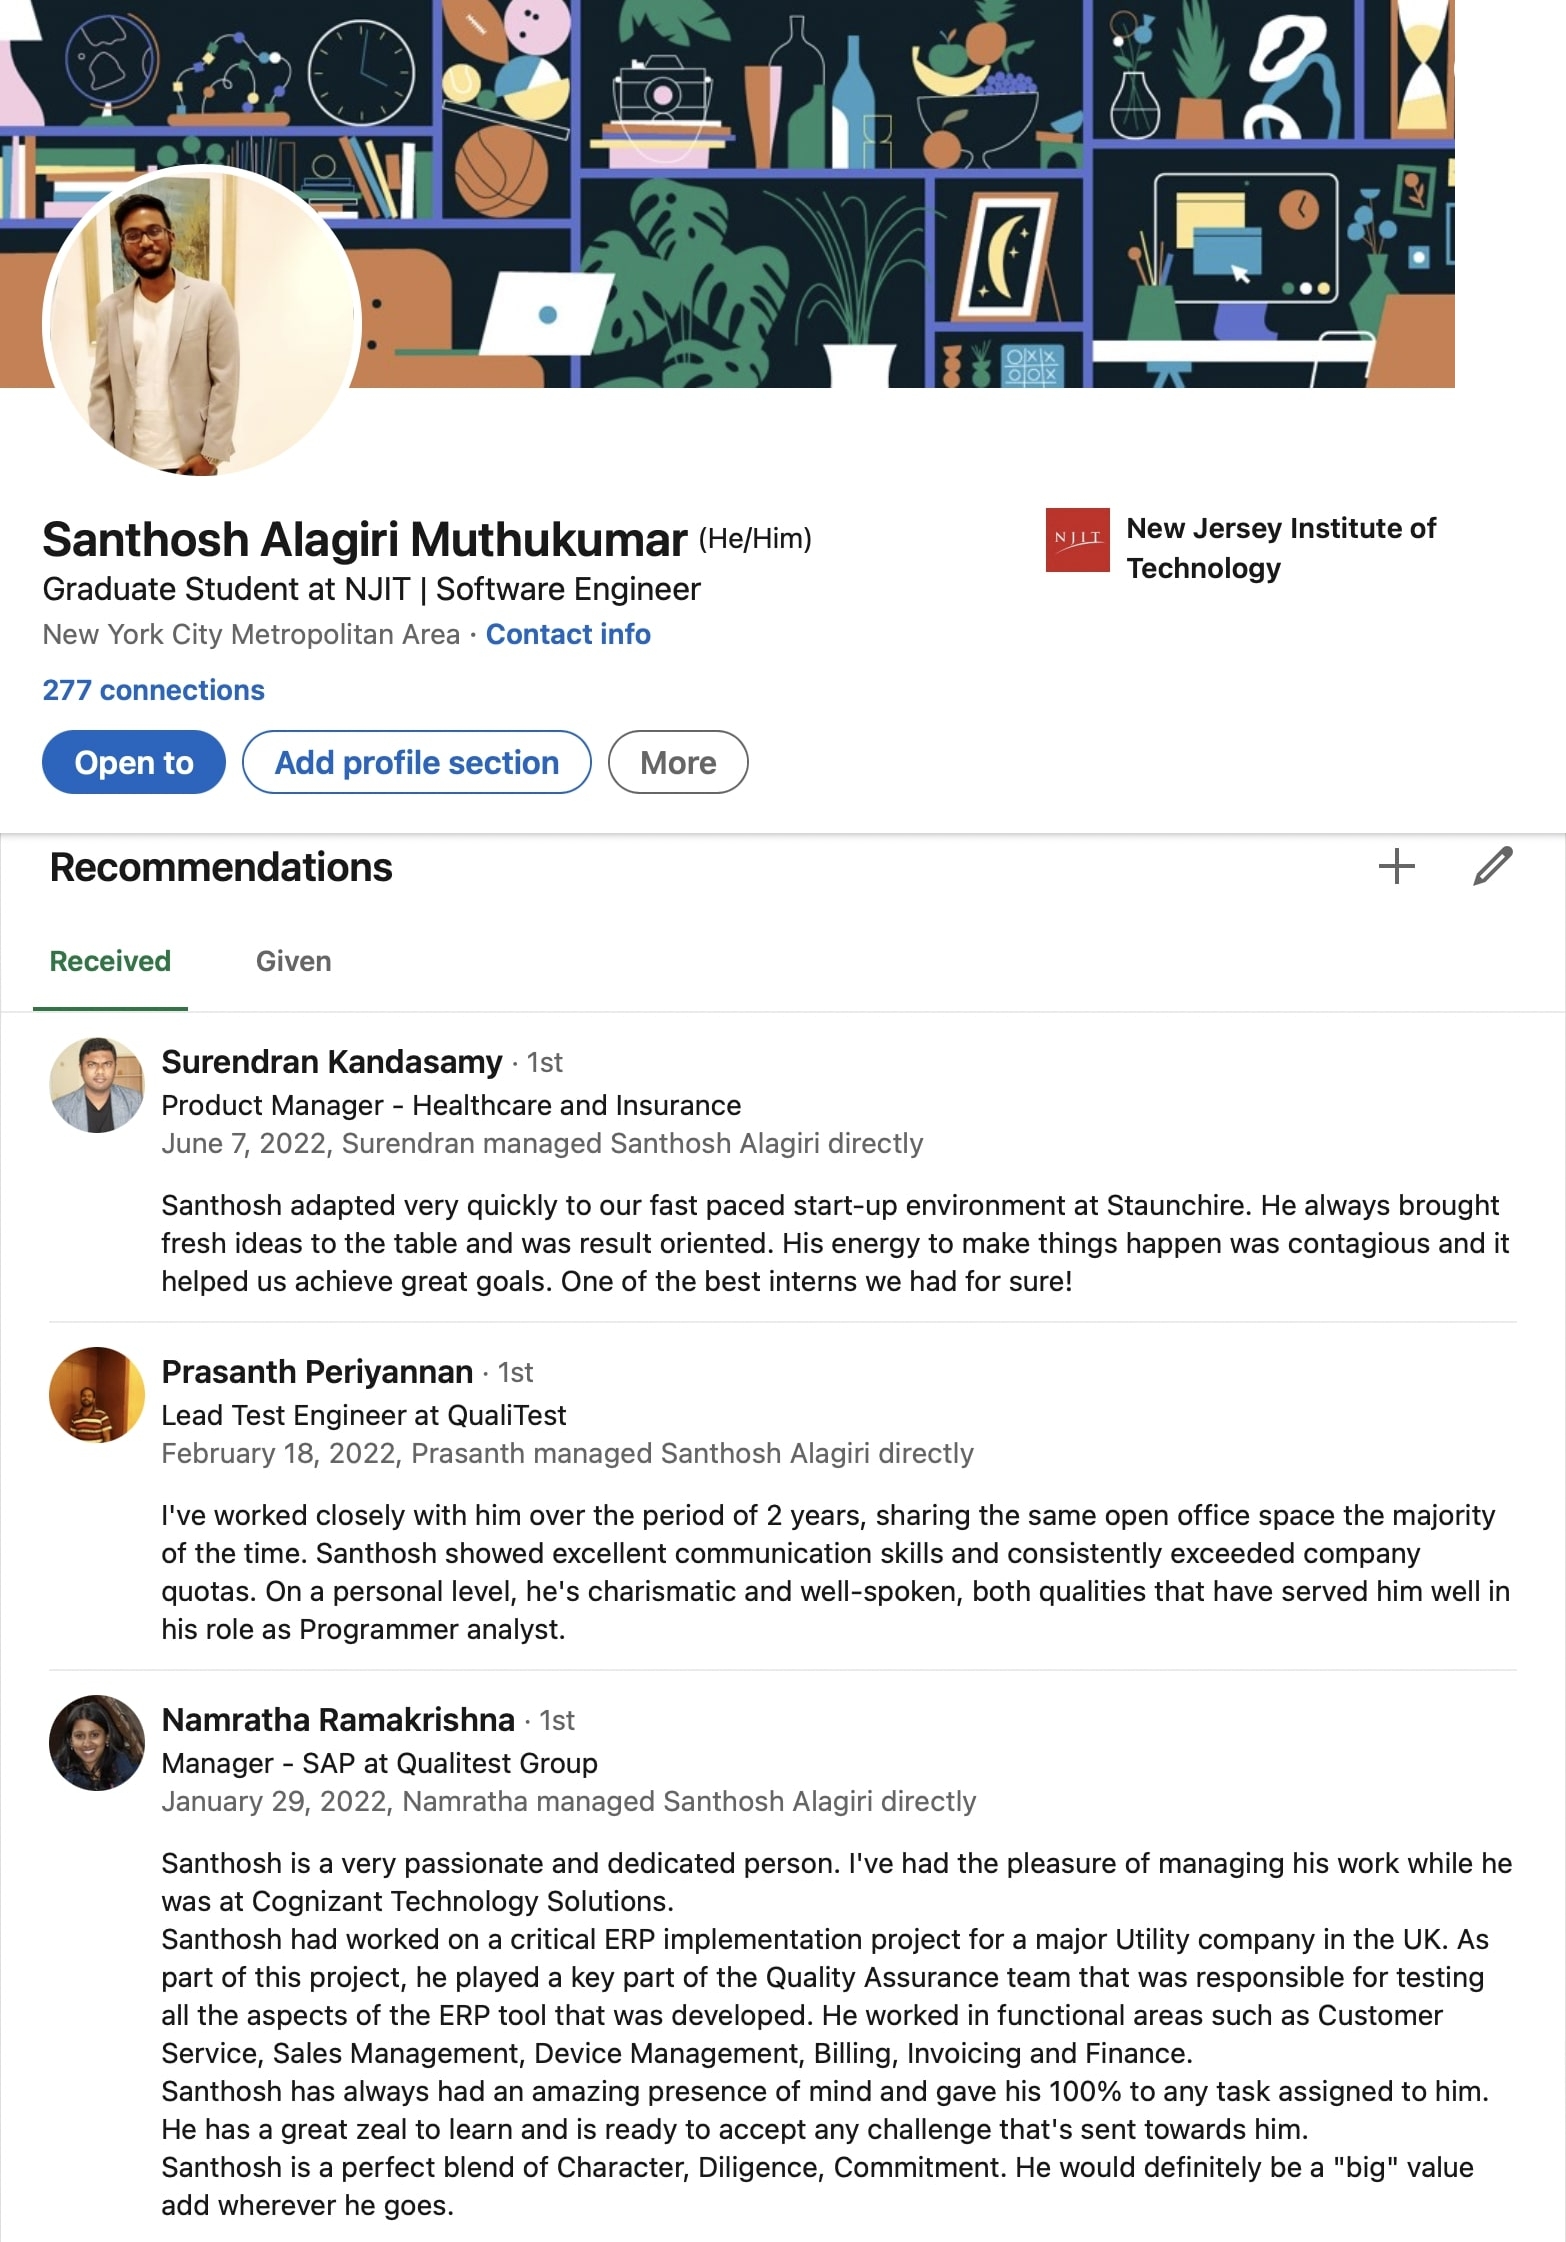 Santhosh Alagiri Muthukumar (He/Him)
Graduate Student at NJIT | Software Engineer
New York City Metropolitan Area · Contact info
277 connections
Open to
Add profile section
More
NJIT
New Jersey Institute of
Technology
Recommendations
Received
Given
Surendran Kandasamy · 1st
Product Manager - Healthcare and Insurance
June 7, 2022, Surendran managed Santhosh Alagiri directly
Santhosh adapted very quickly to our fast paced start-up environment at Staunchire. He always brought
fresh ideas to the table and was result oriented. His energy to make things happen was contagious and it
helped us achieve great goals. One of the best interns we had for sure!
Prasanth Periyannan · 1st
Lead Test Engineer at QualiTest
February 18, 2022, Prasanth managed Santhosh Alagiri directly
I've worked closely with him over the period of 2 years, sharing the same open office space the majority
of the time. Santhosh showed excellent communication skills and consistently exceeded company
quotas. On a personal level, he's charismatic and well-spoken, both qualities that have served him well in
his role as Programmer analyst.
Namratha Ramakrishna · 1st
Manager - SAP at Qualitest Group
January 29, 2022, Namratha managed Santhosh Alagiri directly
Santhosh is a very passionate and dedicated person. I've had the pleasure of managing his work while he
was at Cognizant Technology Solutions.
Santhosh had worked on a critical ERP implementation project for a major Utility company in the UK. As
part of this project, he played a key part of the Quality Assurance team that was responsible for testing
all the aspects of the ERP tool that was developed. He worked in functional areas such as Customer
Service, Sales Management, Device Management, Billing, Invoicing and Finance.
Santhosh has always had an amazing presence of mind and gave his 100% to any task assigned to him.
He has a great zeal to learn and is ready to accept any challenge that's sent towards him.
Santhosh is a perfect blend of Character, Diligence, Commitment. He would definitely be a "big" value
add wherever he goes.